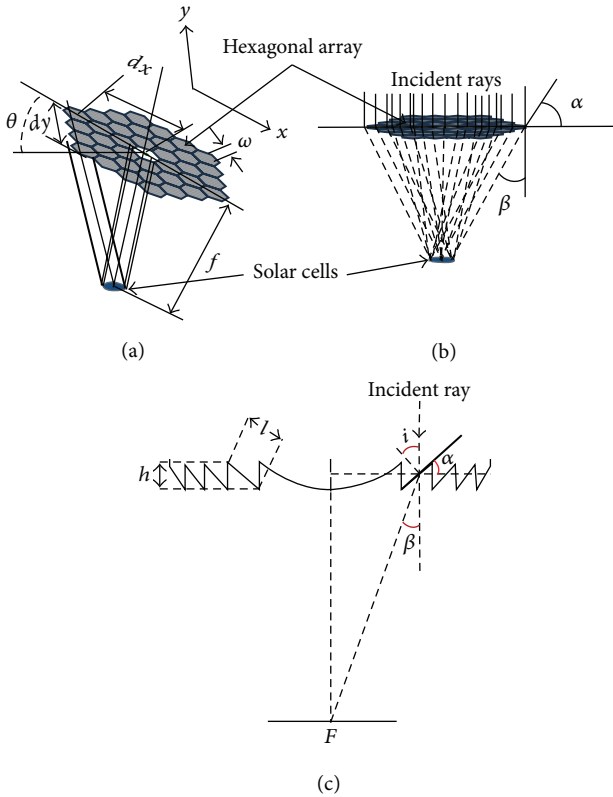 y
dx
Hexagonal array
Incident rays
α
θ
dy
x
ω
β
f
Solar cells
(a)
(b)
Incident ray
l
i
h
α
β
F
(c)